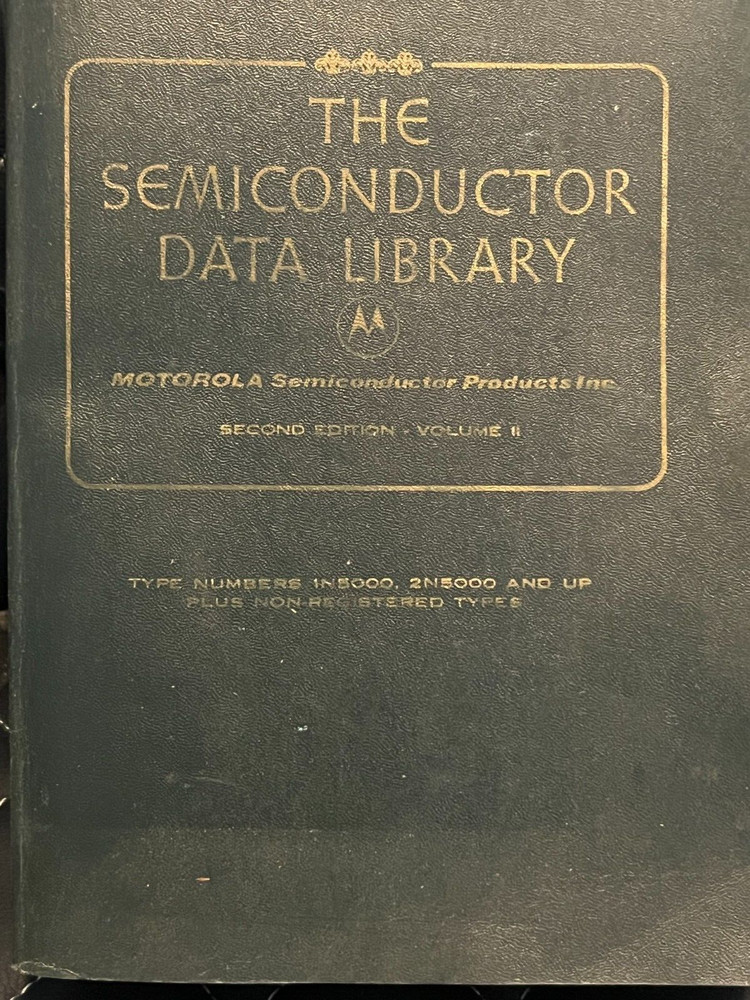 THE
SEMICONDUCTOR
DATA LIBRARY
MOTOROLA Semiconductor Products Inc.
SECOND EDITION - VOLUME II
TYPE NUMBERS 1N5000, 2N5000 AND UP
PLUS NON-REGISTERED TYPES